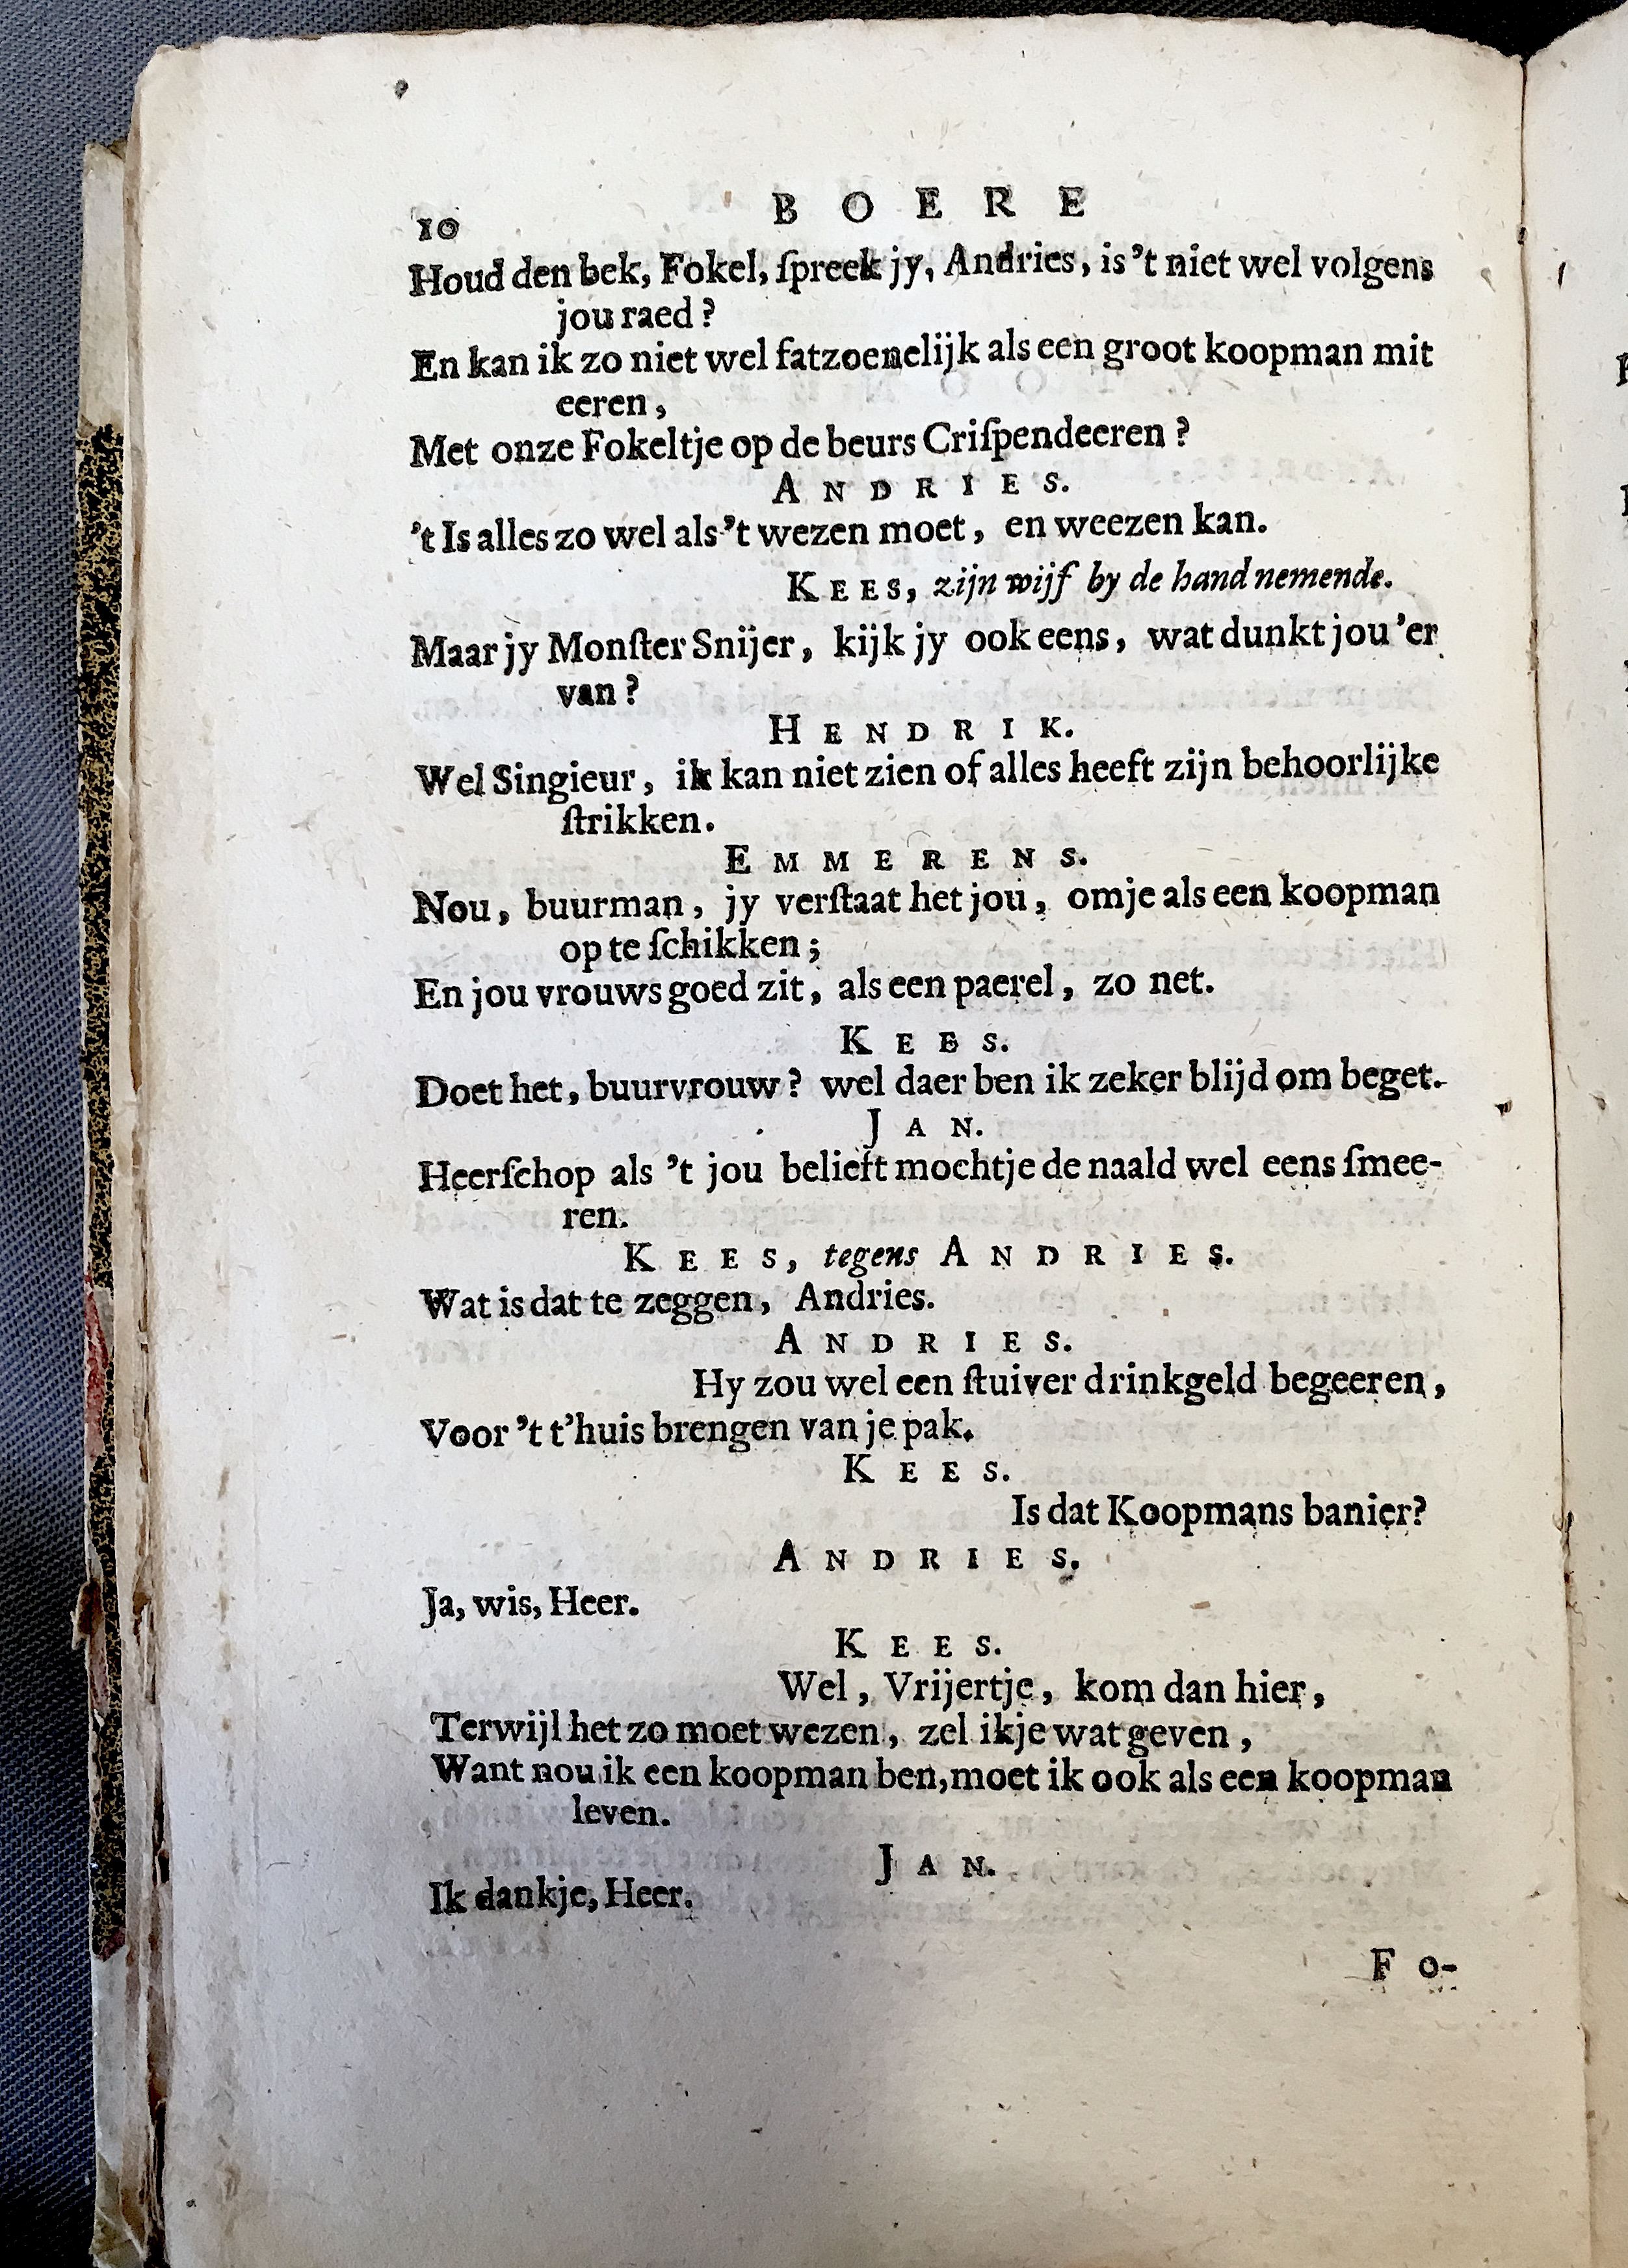 10 BOERE
Houd den bek, Fokel, ſpreek jy, Andries, is 't niet wel volgens
jou raed?
En kan ik zo niet wel fatzoenelijk als een groot koopman mit
eeren,
Met onze Fokeltje op de beurs Criſpendeeren?
ANDRIES.
't Is alles zo wel als 't wezen moet, en weezen kan.
KEES, zijn wijf by de hand nemende.
Maar jy Monſter Snijer, kijk jy ook eens, wat dunkt jou 'er
van?
HENDRIK.
Wel Singieur, ik kan niet zien of alles heeft zijn behoorlijke
ſtrikken.
EMMERENS.
Nou, buurman, jy verſtaat het jou, omje als een koopman
op te ſchikken;
En jou vrouws goed zit, als een paerel, zo net.
KEES.
Doet het, buurvrouw? wel daer ben ik zeker blijd om beget.
JAN.
Heerſchop als 't jou belieft mochtje de naald wel eens ſmee-
ren.
KEES, tegens ANDRIES.
Wat is dat te zeggen, Andries.
ANDRIES.
Hy zou wel een ſtuiver drinkgeld begeeren,
Voor 't t'huis brengen van je pak.
KEES.
Is dat Koopmans banier?
ANDRIES.
Ja, wis, Heer.
KEES.
Wel, Vrijertje, kom dan hier,
Terwijl het zo moet wezen, zel ikje wat geven,
Want nou ik een koopman ben, moet ik ook als een koopman
leven.
JAN.
Ik dankje, Heer.
FO-